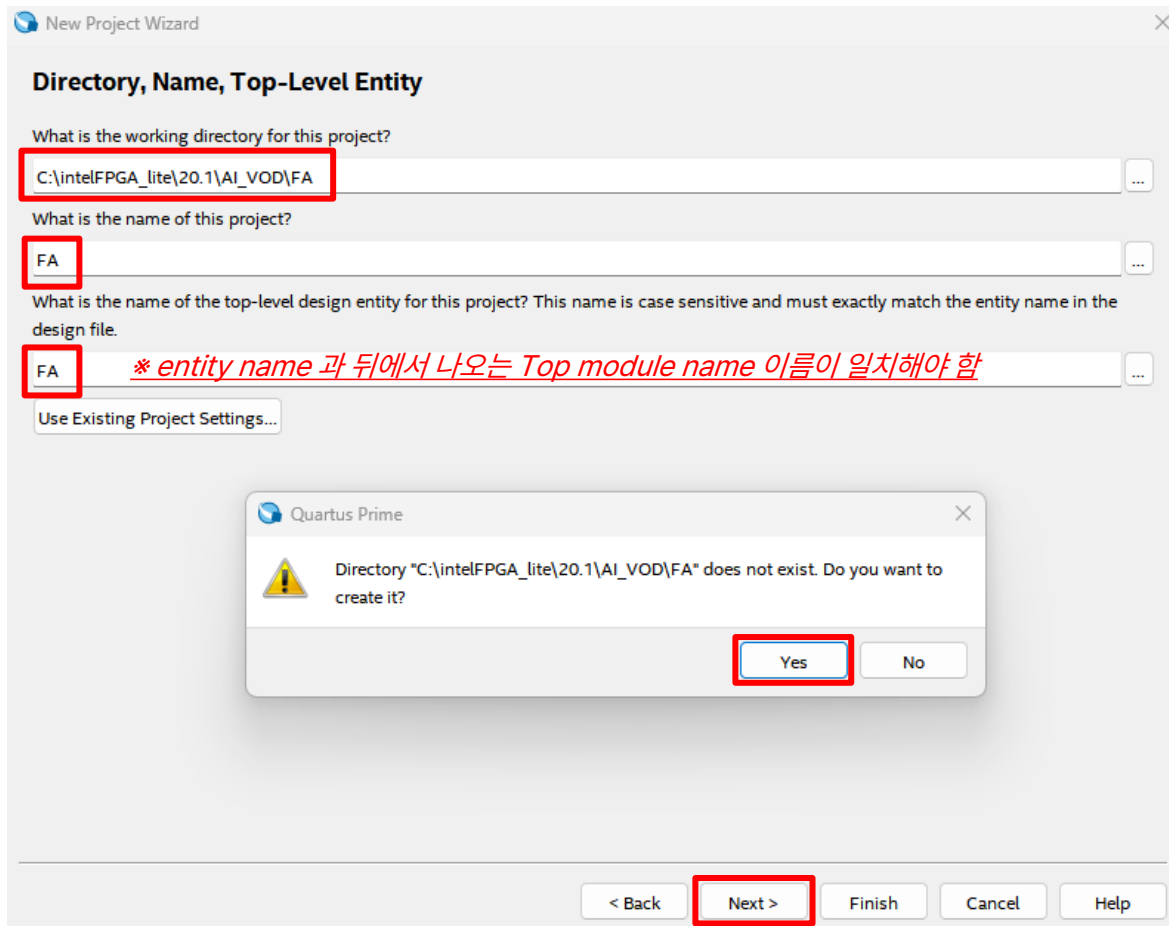 New Project Wizard
Directory, Name, Top-Level Entity
What is the working directory for this project?
C:\intelFPGA_lite\20.1\AI_VOD\FA
...
What is the name of this project?
FA
...
What is the name of the top-level design entity for this project? This name is case sensitive and must exactly match the entity name in the
design file.
FA
※ entity name 과 뒤에서 나오는 Top module name 이름이 일치해야 함
...
Use Existing Project Settings...
Quartus Prime
Directory "C:\intelFPGA_lite\20.1\AI_VOD\FA" does not exist. Do you want to
create it?
Yes
No
< Back
Next >
Finish
Cancel
Help